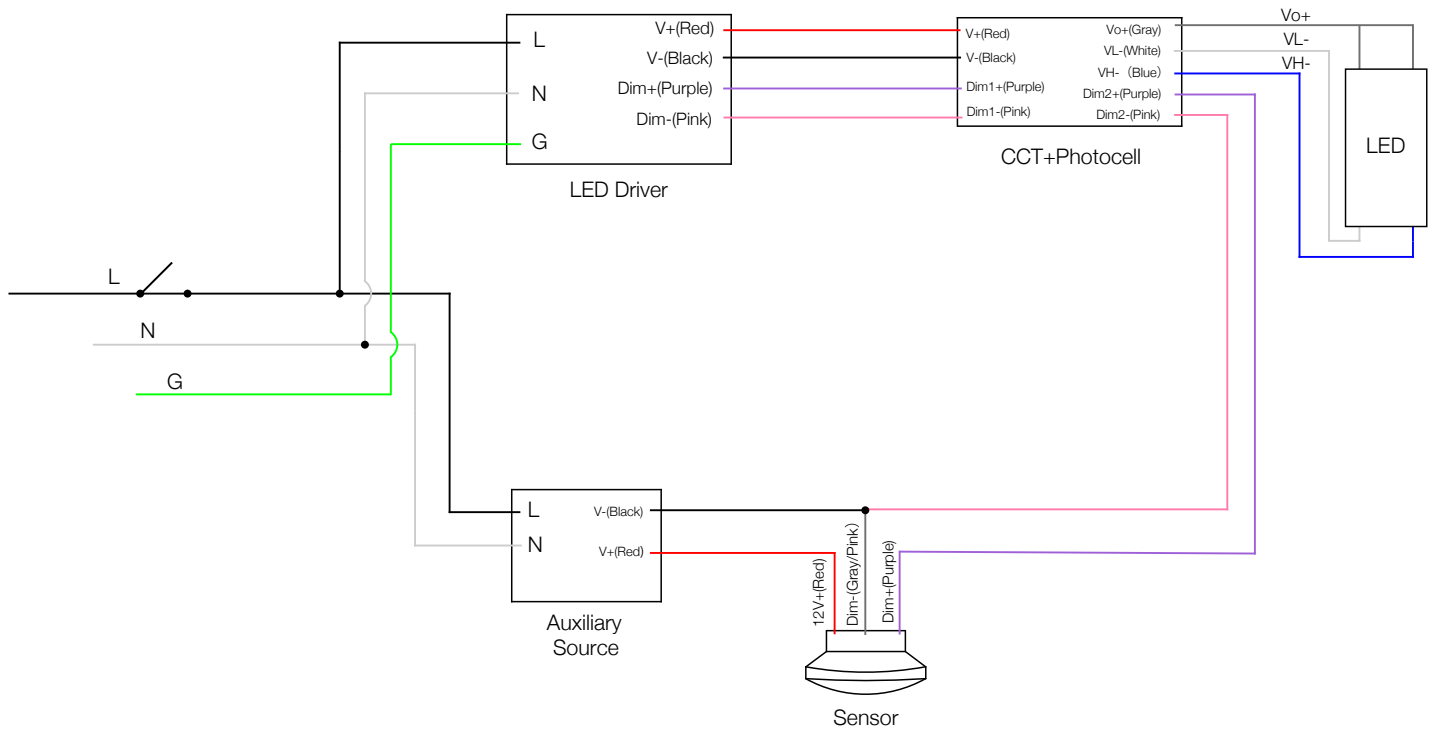 L
N
G
V+(Red)
V-(Black)
Dim+(Purple)
Dim-(Pink)
LED Driver
V+(Red)
V-(Black)
Dim1+(Purple)
Dim1-(Pink)
Vo+(Gray)
VL-(White)
VH-（Blue）
Dim2+(Purple)
Dim2-(Pink)
CCT+Photocell
Vo+
VL-
VH-
LED
L
N
G
L
N
V-(Black)
V+(Red)
Auxiliary
Source
12V+(Red)
Dim-(Gray/Pink)
Dim+(Purple)
Sensor